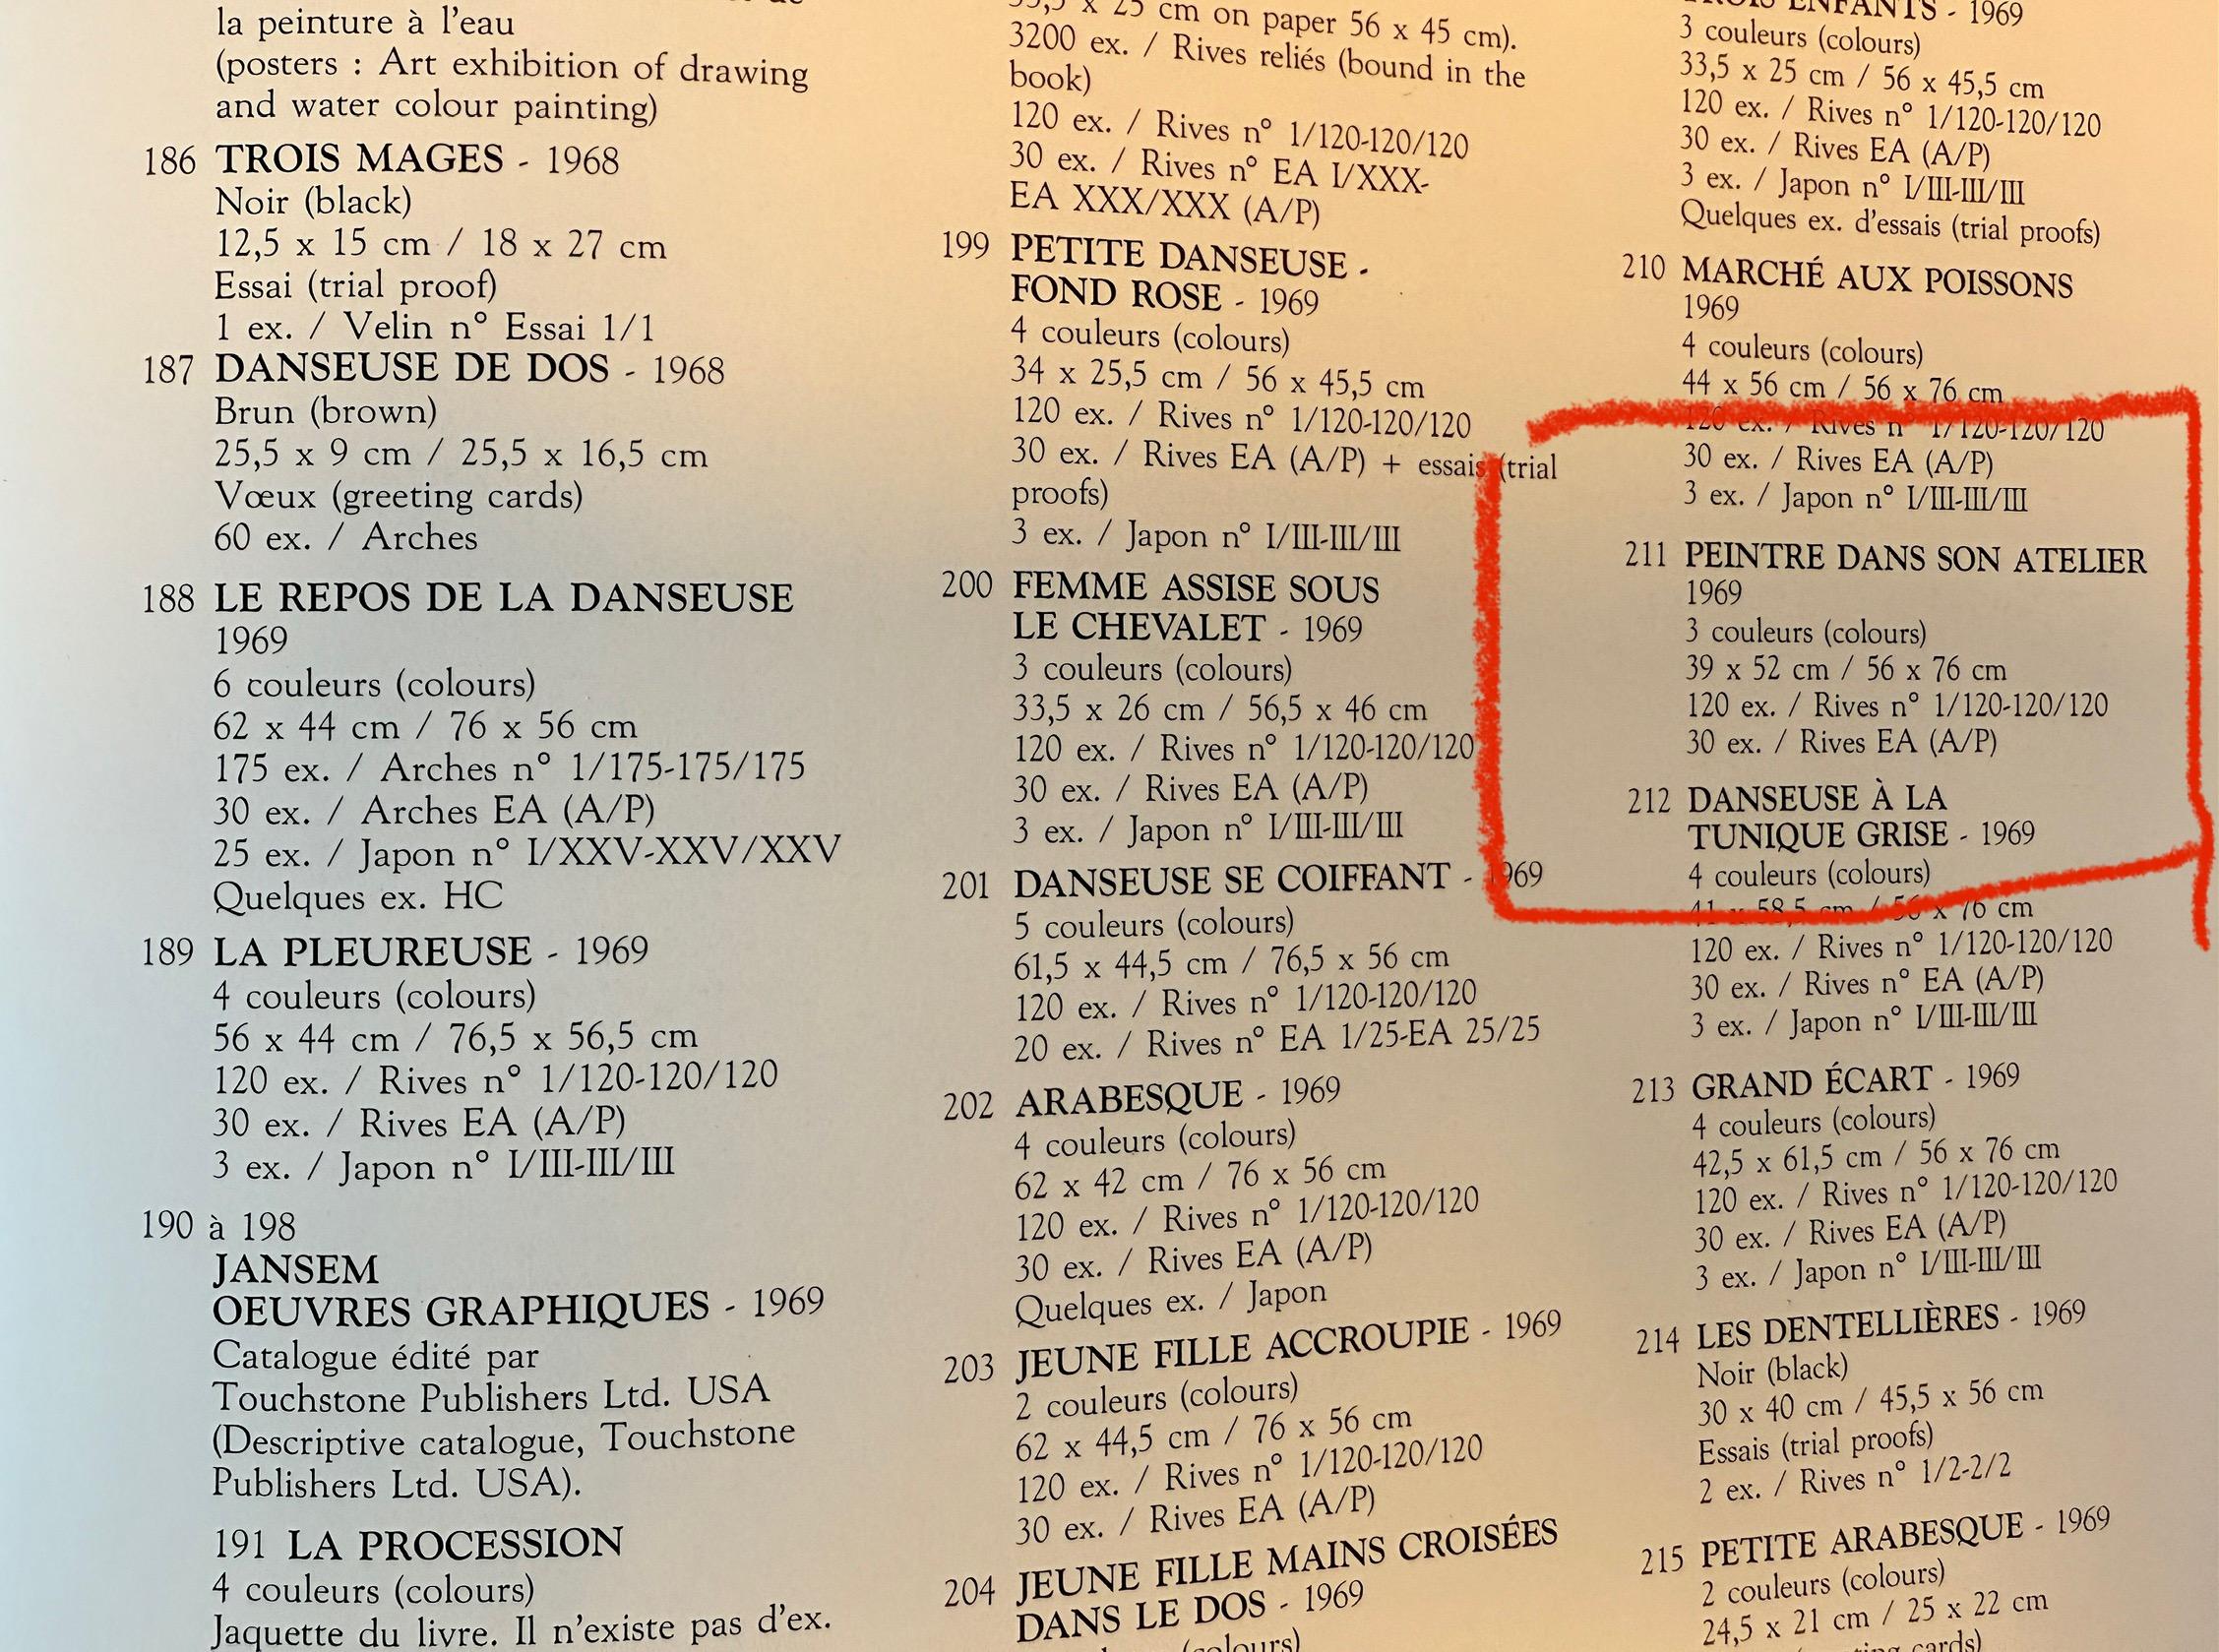 la peinture à l'eau
(posters : Art exhibition of drawing
and water colour painting)
186 TROIS MAGES - 1968
Noir (black)
12,5 x 15 cm / 18 x 27 cm
Essai (trial proof)
1 ex. / Velin n° Essai 1/1
187 DANSEUSE DE DOS - 1968
Brun (brown)
25,5 x 9 cm / 25,5 x 16,5 cm
Vœux (greeting cards)
60 ex. / Arches
188 LE REPOS DE LA DANSEUSE
1969
6 couleurs (colours)
62 x 44 cm / 76 x 56 cm
175 ex. / Arches n° 1/175-175/175
30 ex. / Arches EA (A/P)
25 ex. / Japon n° I/XXV-XXV/XXV
Quelques ex. HC
189 LA PLEUREUSE - 1969
4 couleurs (colours)
56 x 44 cm / 76,5 x 56,5 cm
120 ex. / Rives n° 1/120-120/120
30 ex. / Rives EA (A/P)
3 ex. / Japon n° I/III-III/III
190 à 198
JANSEM
OEUVRES GRAPHIQUES - 1969
Catalogue édité par
Touchstone Publishers Ltd. USA
(Descriptive catalogue, Touchstone
Publishers Ltd. USA).
191 LA PROCESSION
4 couleurs (colours)
Jaquette du livre. Il n'existe pas d'ex.
x 25 cm on paper 56 x 45 cm).
3200 ex. / Rives reliés (bound in the
book)
120 ex. / Rives n° 1/120-120/120
30 ex. / Rives n° EA I/XXX-
EA XXX/XXX (A/P)
199 PETITE DANSEUSE -
FOND ROSE - 1969
4 couleurs (colours)
34 x 25,5 cm / 56 x 45,5 cm
120 ex. / Rives n° 1/120-120/120
30 ex. / Rives EA (A/P) + essais (trial
proofs)
3 ex. / Japon n° I/III-III/III
200 FEMME ASSISE SOUS
LE CHEVALET - 1969
3 couleurs (colours)
33,5 x 26 cm / 56,5 x 46 cm
120 ex. / Rives n° 1/120-120/120
30 ex. / Rives EA (A/P)
3 ex. / Japon n° I/III-III/III
201 DANSEUSE SE COIFFANT - 1969
5 couleurs (colours)
61,5 x 44,5 cm / 76,5 x 56 cm
120 ex. / Rives n° 1/120-120/120
20 ex. / Rives n° EA 1/25-EA 25/25
202 ARABESQUE - 1969
4 couleurs (colours)
62 x 42 cm / 76 x 56 cm
120 ex. / Rives n° 1/120-120/120
30 ex. / Rives EA (A/P)
Quelques ex. / Japon
203 JEUNE FILLE ACCROUPIE - 1969
2 couleurs (colours)
62 x 44,5 cm / 76 x 56 cm
120 ex. / Rives n° 1/120-120/120
30 ex. / Rives EA (A/P)
204 JEUNE FILLE MAINS CROISÉES
DANS LE DOS - 1969
(colours)
TROIS ENFANTS - 1969
3 couleurs (colours)
33,5 x 25 cm / 56 x 45,5 cm
120 ex. / Rives n° 1/120-120/120
30 ex. / Rives EA (A/P)
3 ex. / Japon n° I/III-III/III
Quelques ex. d'essais (trial proofs)
210 MARCHÉ AUX POISSONS
1969
4 couleurs (colours)
44 x 56 cm / 56 x 76 cm
120 ex. / Rives n° 1/120-120/120
30 ex. / Rives EA (A/P)
3 ex. / Japon n° I/III-III/III
211 PEINTRE DANS SON ATELIER
1969
3 couleurs (colours)
39 x 52 cm / 56 x 76 cm
120 ex. / Rives n° 1/120-120/120
30 ex. / Rives EA (A/P)
212 DANSEUSE À LA
TUNIQUE GRISE - 1969
4 couleurs (colours)
41 x 58,5 cm / 56 x 76 cm
120 ex. / Rives n° 1/120-120/120
30 ex. / Rives n° EA (A/P)
3 ex. / Japon n° I/III-III/III
213 GRAND ÉCART - 1969
4 couleurs (colours)
42,5 x 61,5 cm / 56 x 76 cm
120 ex. / Rives n° 1/120-120/120
30 ex. / Rives EA (A/P)
3 ex. / Japon n° I/III-III/III
214 LES DENTELLIÈRES - 1969
Noir (black)
30 x 40 cm / 45,5 x 56 cm
Essais (trial proofs)
2 ex. / Rives n° 1/2-2/2
215 PETITE ARABESQUE - 1969
2 couleurs (colours)
24,5 x 21 cm / 25 x 22 cm
cards)